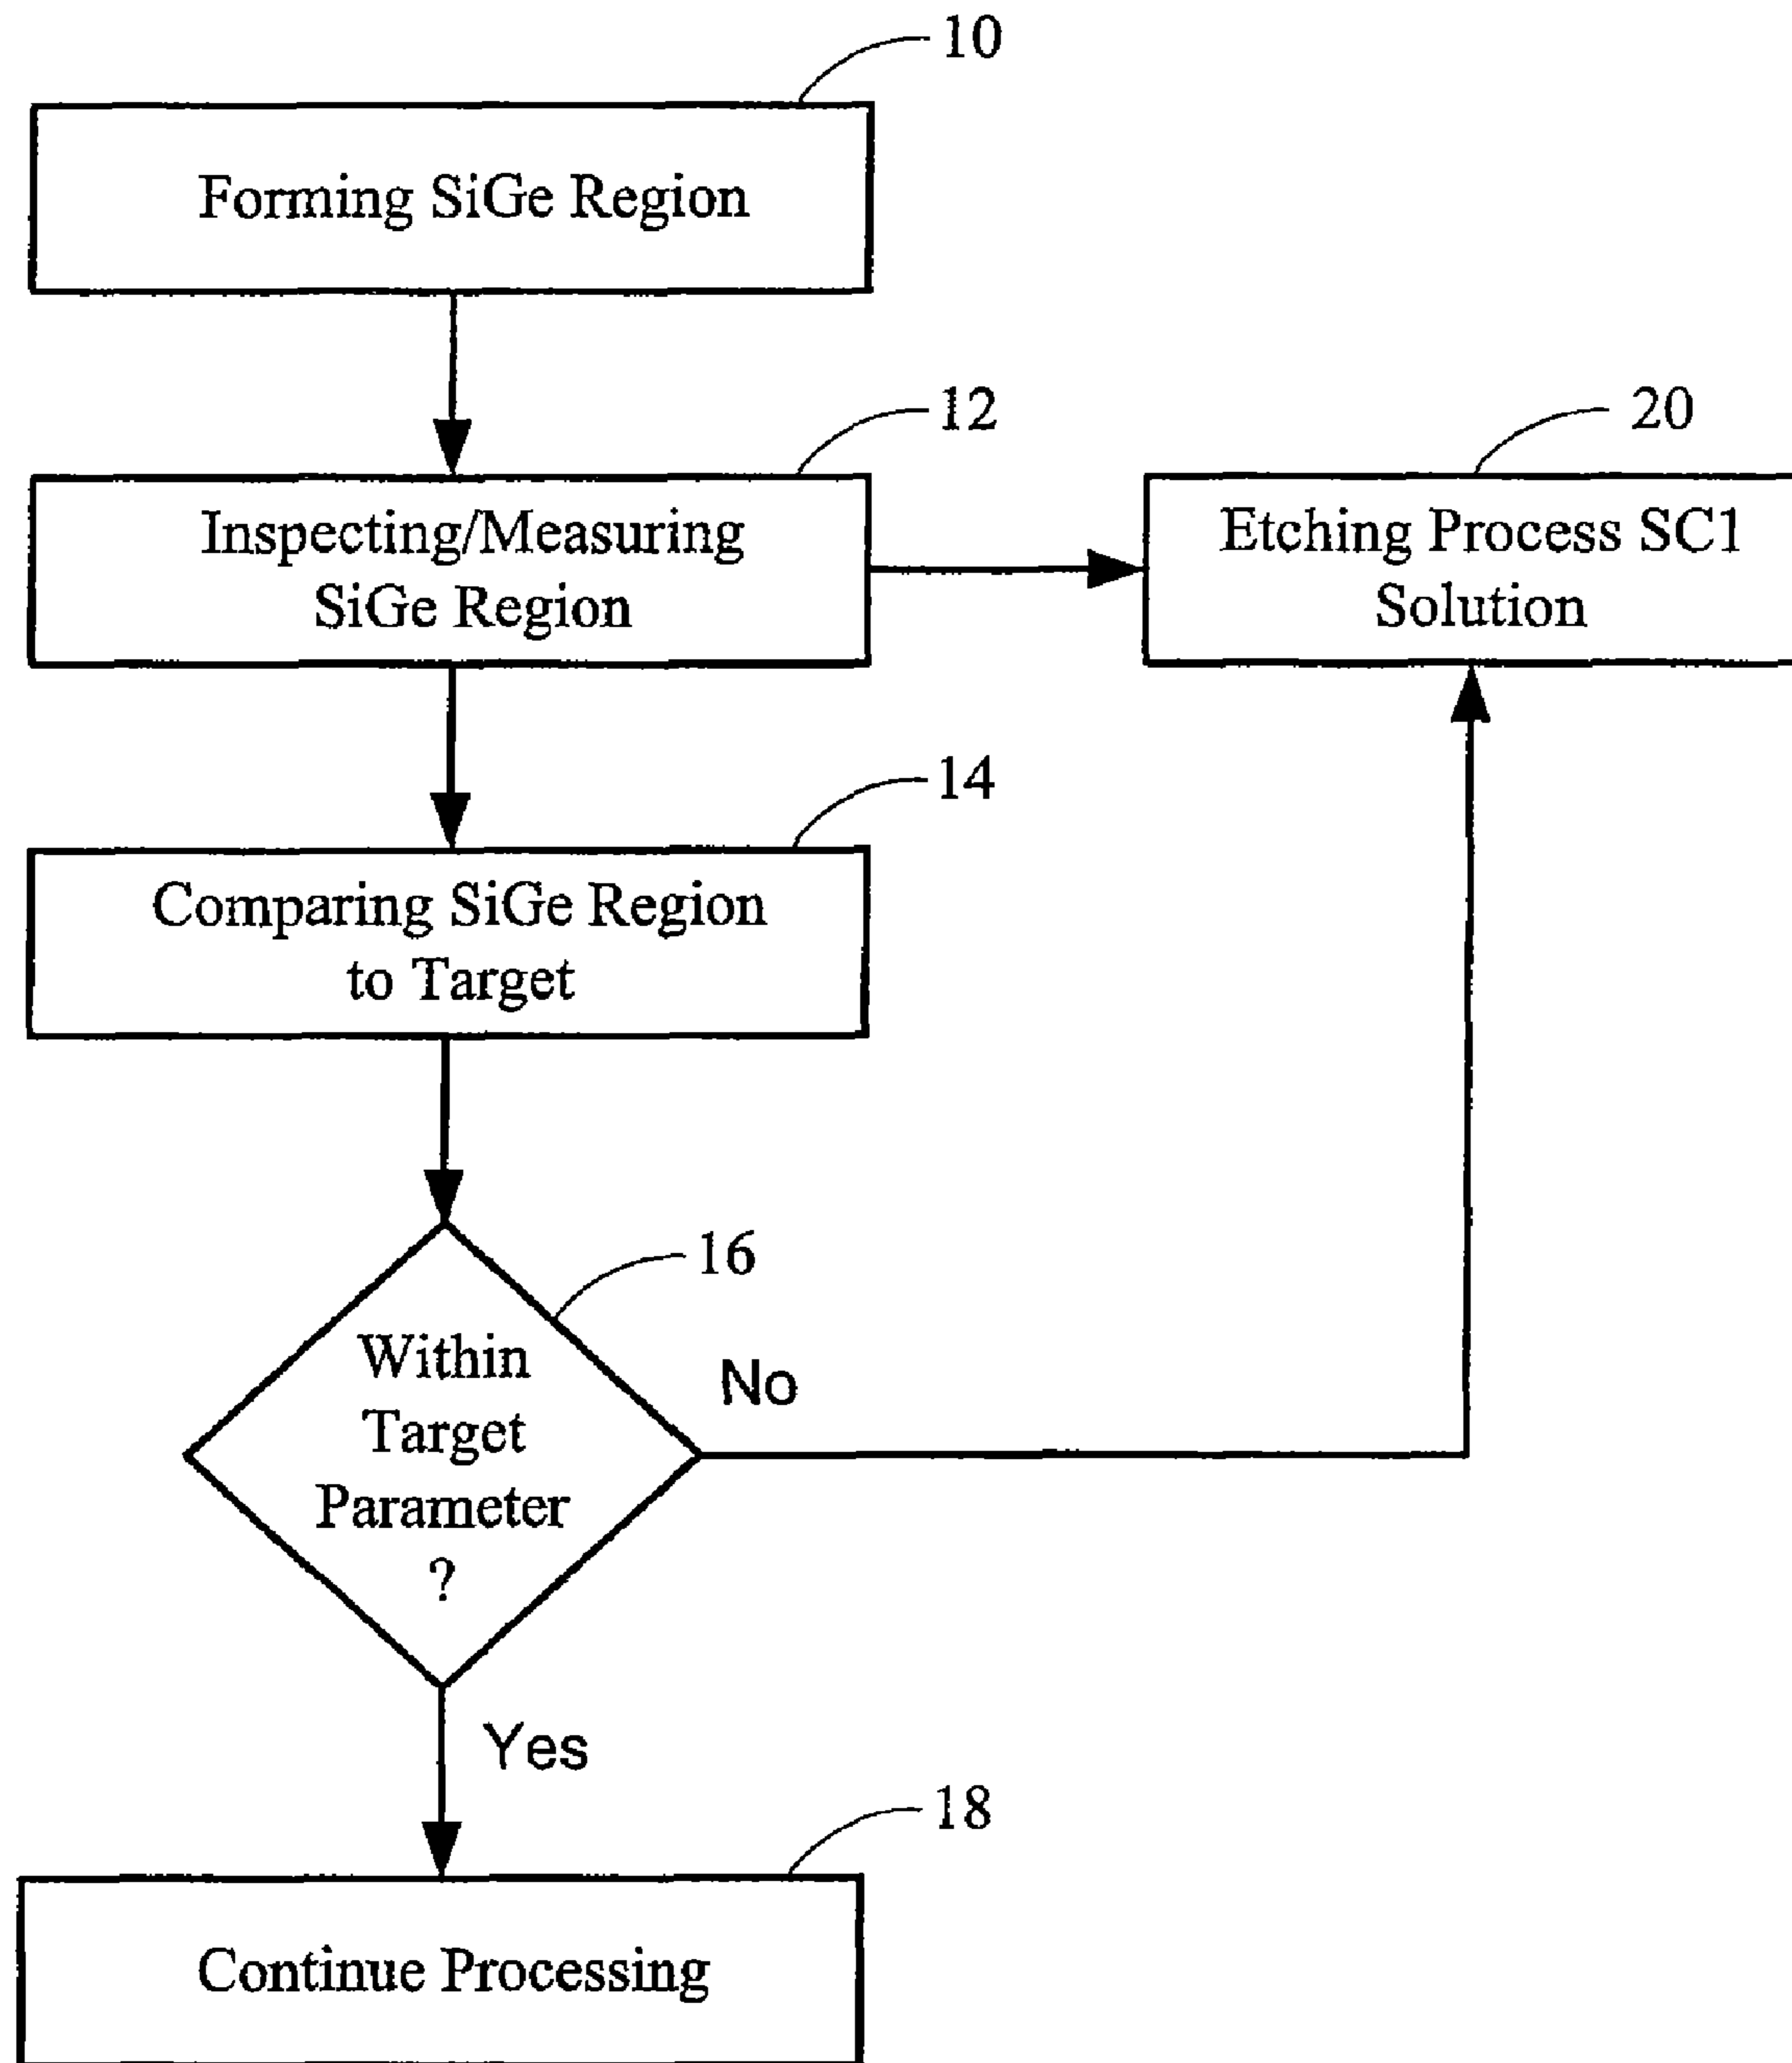 10
Forming SiGe Region
12
Inspecting/Measuring
SiGe Region
20
Etching Process SC1
Solution
14
Comparing SiGe Region
to Target
16
Within
Target
Parameter
?
No
Yes
18
Continue Processing